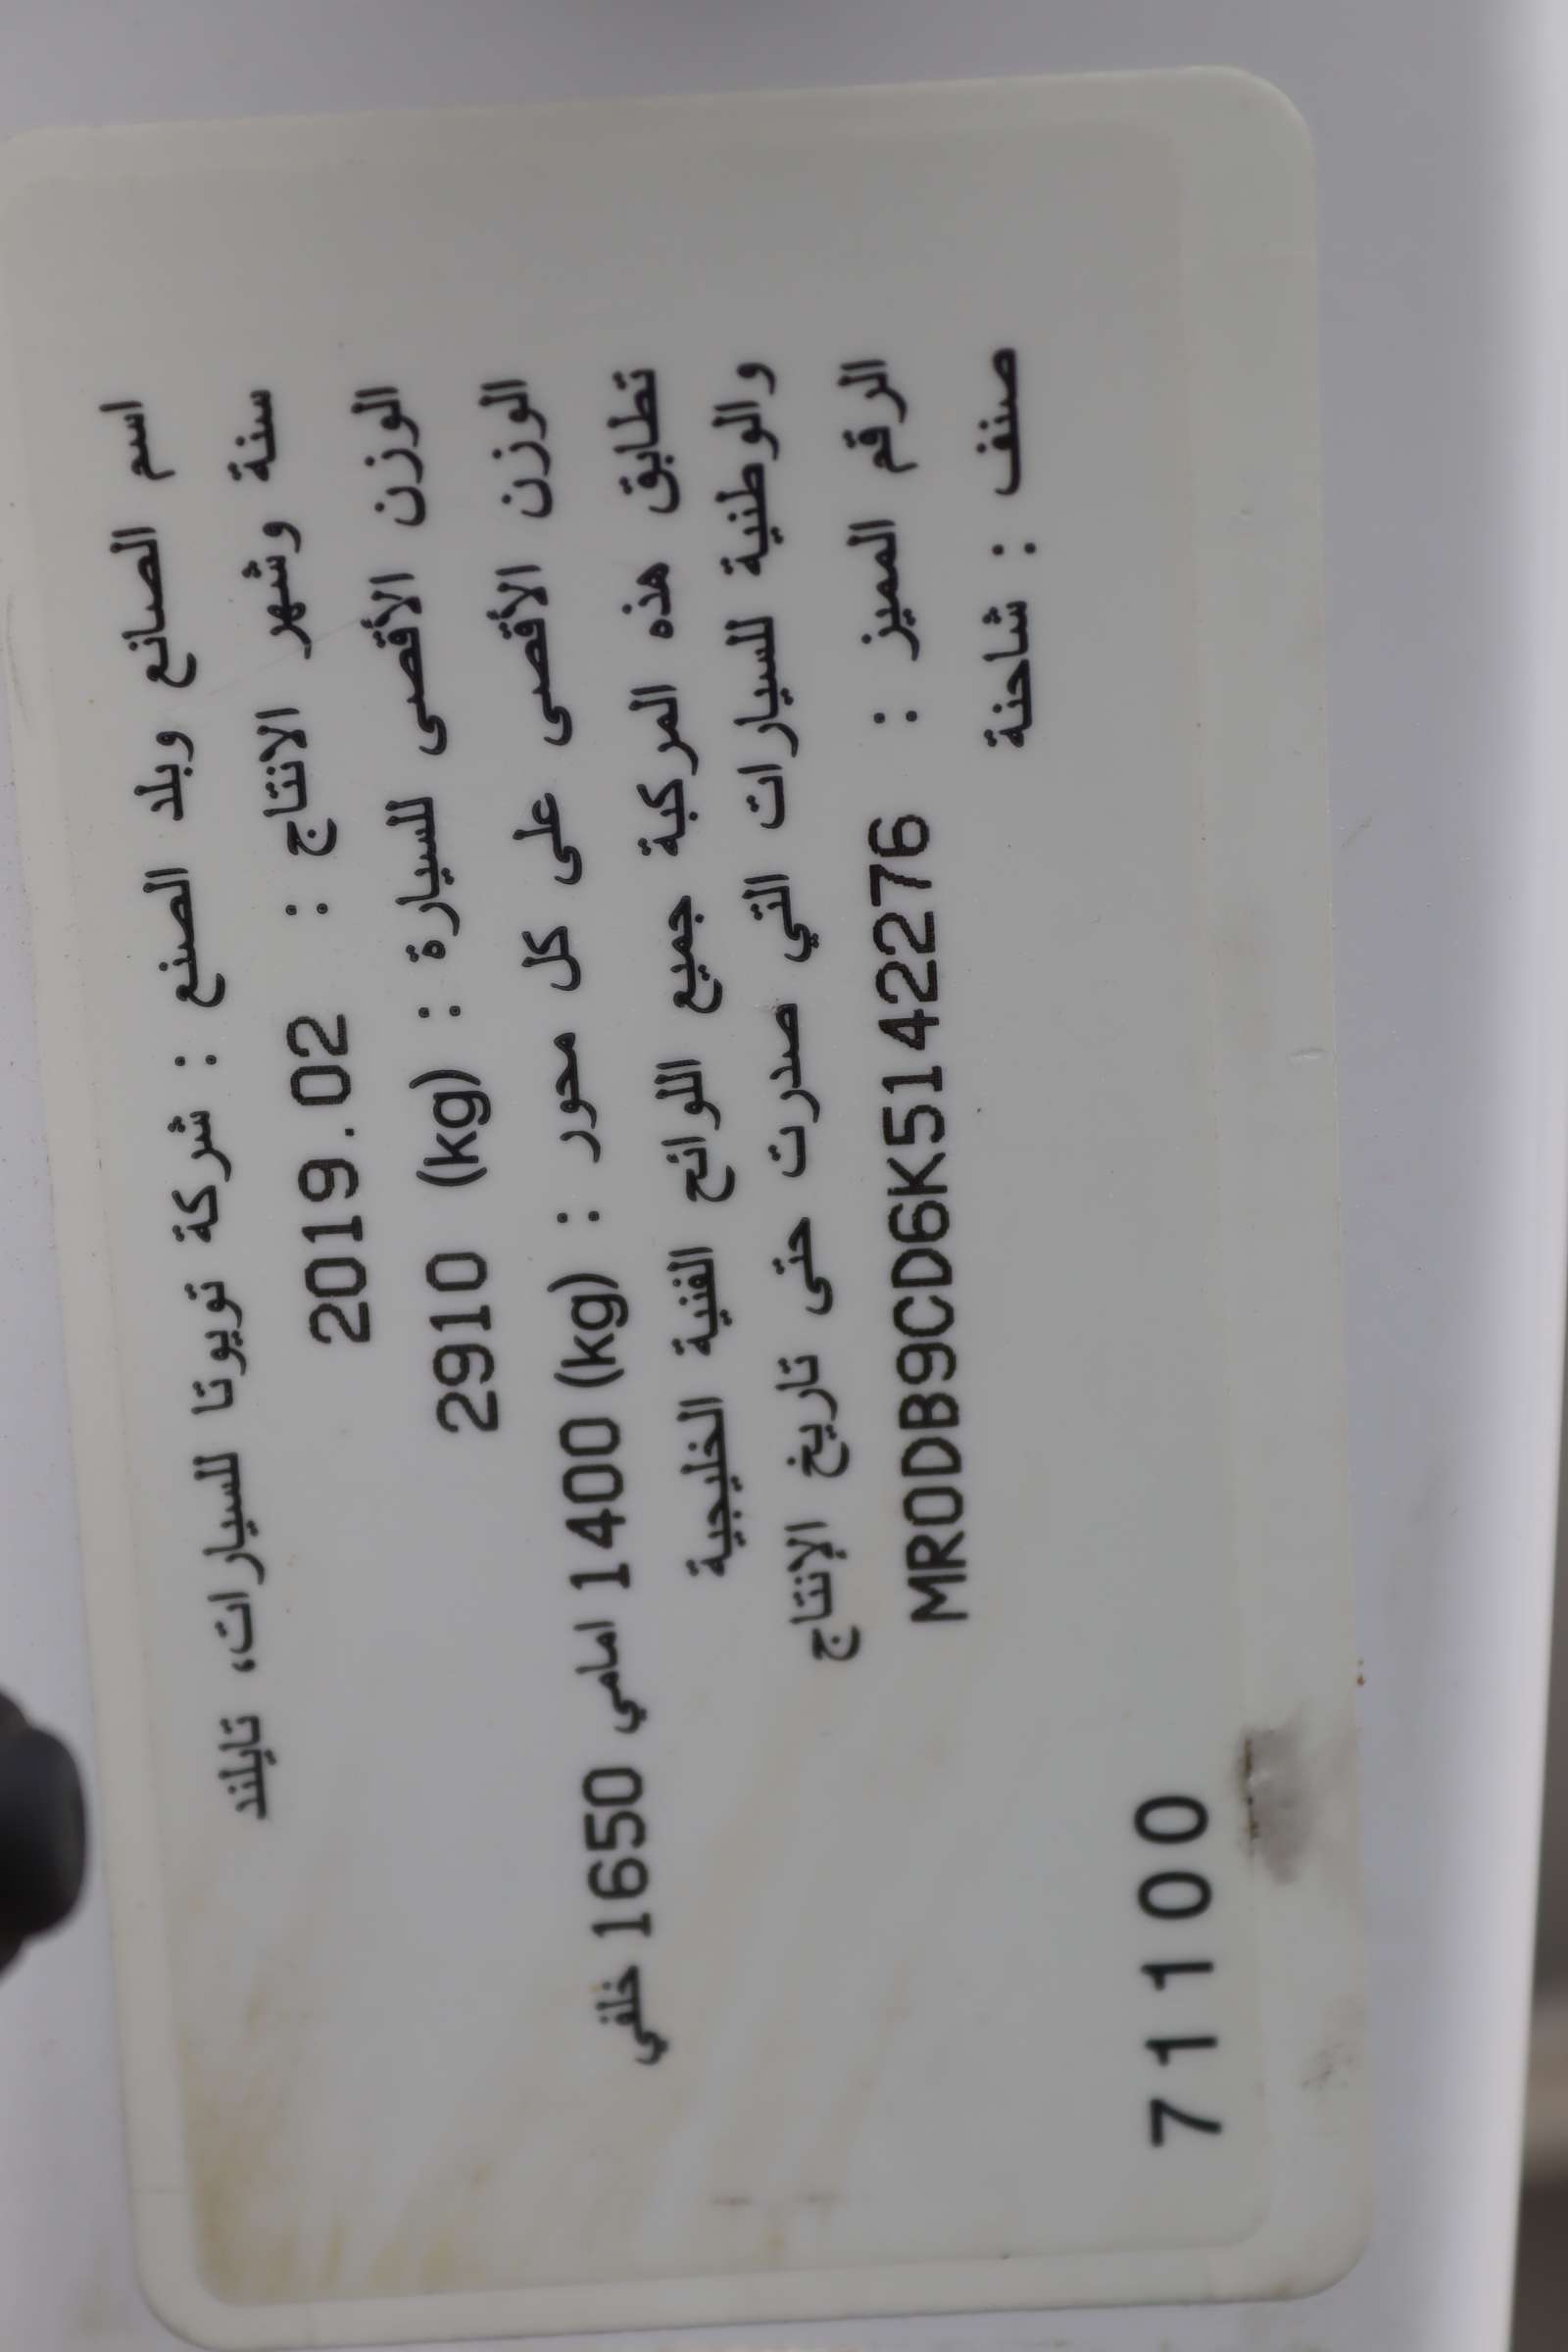 اسم الصانع وبلد الصنع : شركة تويوتا للسيارات، تايلند
سنة وشهر الانتاج : 2019.02
الوزن الأقصى للسيارة : (kg) 2910
الوزن الأقصى على كل محور : (kg) 1400 امامي 1650 خلفي
تطابق هذه المركبة جميع اللوائح الفنية الخليجية
والوطنية للسيارات التي صدرت حتى تاريخ الإنتاج
الرقم المميز : MR0DB9CD6K5142276
صنف : شاحنة
71100